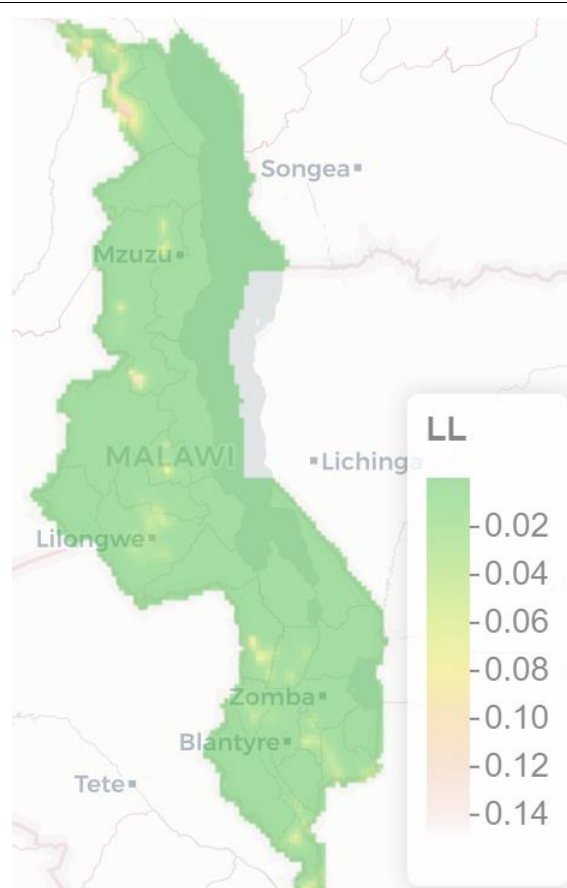 Songea
Mzuzu
LL
MALAWI
Lichinga
0.02
Lilongwe
0.04
0.06
0.08
Zomba
0.10
Blantyre
0.12
Tete
0.14